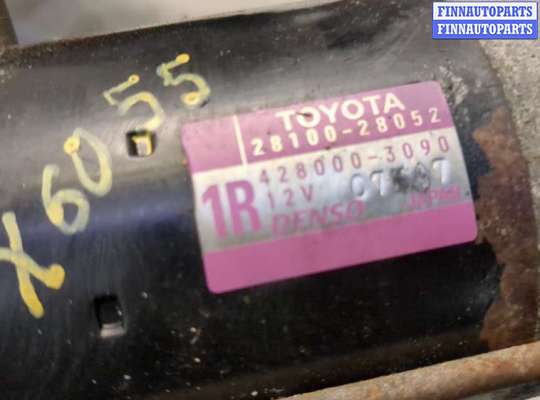 FINNAUTOPARTS
FINNAUTOPARTS
X6055
TOYOTA
28100-28052
428000-3090
1R 12V
DENSO JAPAN